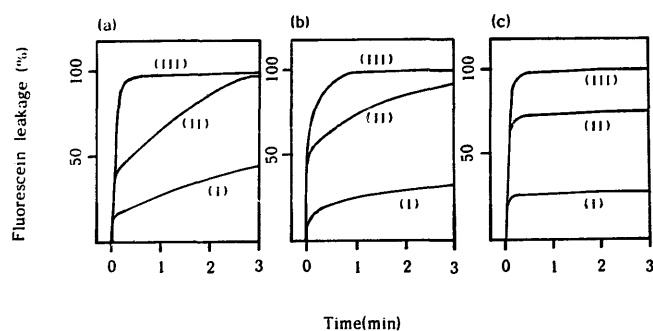 (a)
(b)
(c)
Fluorescein leakage (%)
100
50
(III)
(II)
(I)
0
1
2
3
100
50
(III)
(II)
(I)
0
1
2
3
100
50
(III)
(II)
(I)
0
1
2
3
Time(min)